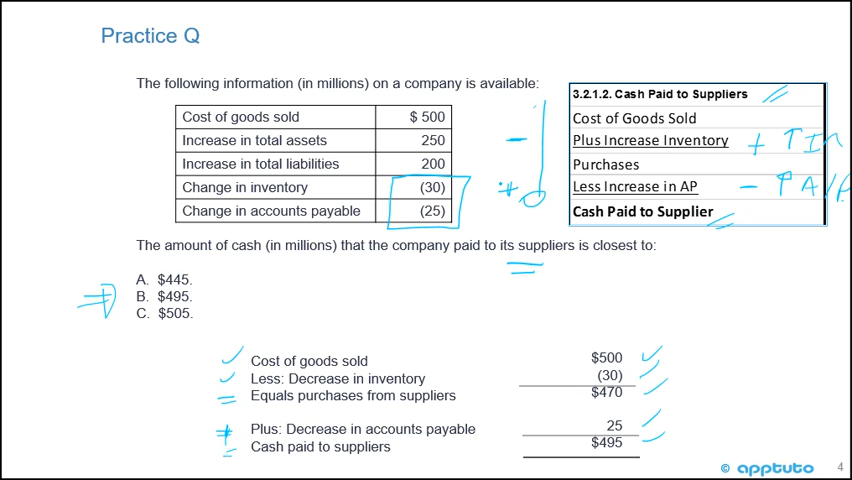 Practice Q
The following information (in millions) on a company is available:
Cost of goods sold $ 500
Increase in total assets 250
Increase in total liabilities 200
Change in inventory (30)
Change in accounts payable (25)
3.2.1.2. Cash Paid to Suppliers
Cost of Goods Sold
Plus Increase Inventory + ↑ In
Purchases
Less Increase in AP - ↑ A/P
Cash Paid to Supplier
The amount of cash (in millions) that the company paid to its suppliers is closest to:
A. $445.
B. $495.
C. $505.
Cost of goods sold $500
Less: Decrease in inventory (30)
Equals purchases from suppliers $470
Plus: Decrease in accounts payable 25
Cash paid to suppliers $495
© apptuto 4